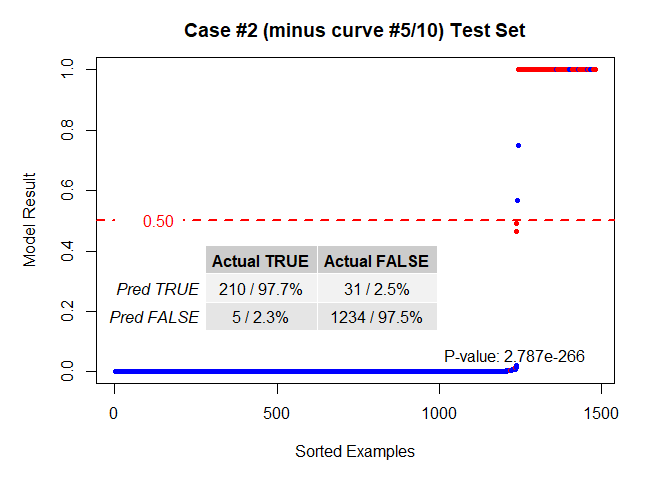 Case #2 (minus curve #5/10) Test Set
Model Result
1.0
0.8
0.6
0.4
0.2
0.0
0.50
Actual TRUE Actual FALSE
Pred TRUE 210 / 97.7% 31 / 2.5%
Pred FALSE 5 / 2.3% 1234 / 97.5%
P-value: 2.787e-266
0 500 1000 1500
Sorted Examples